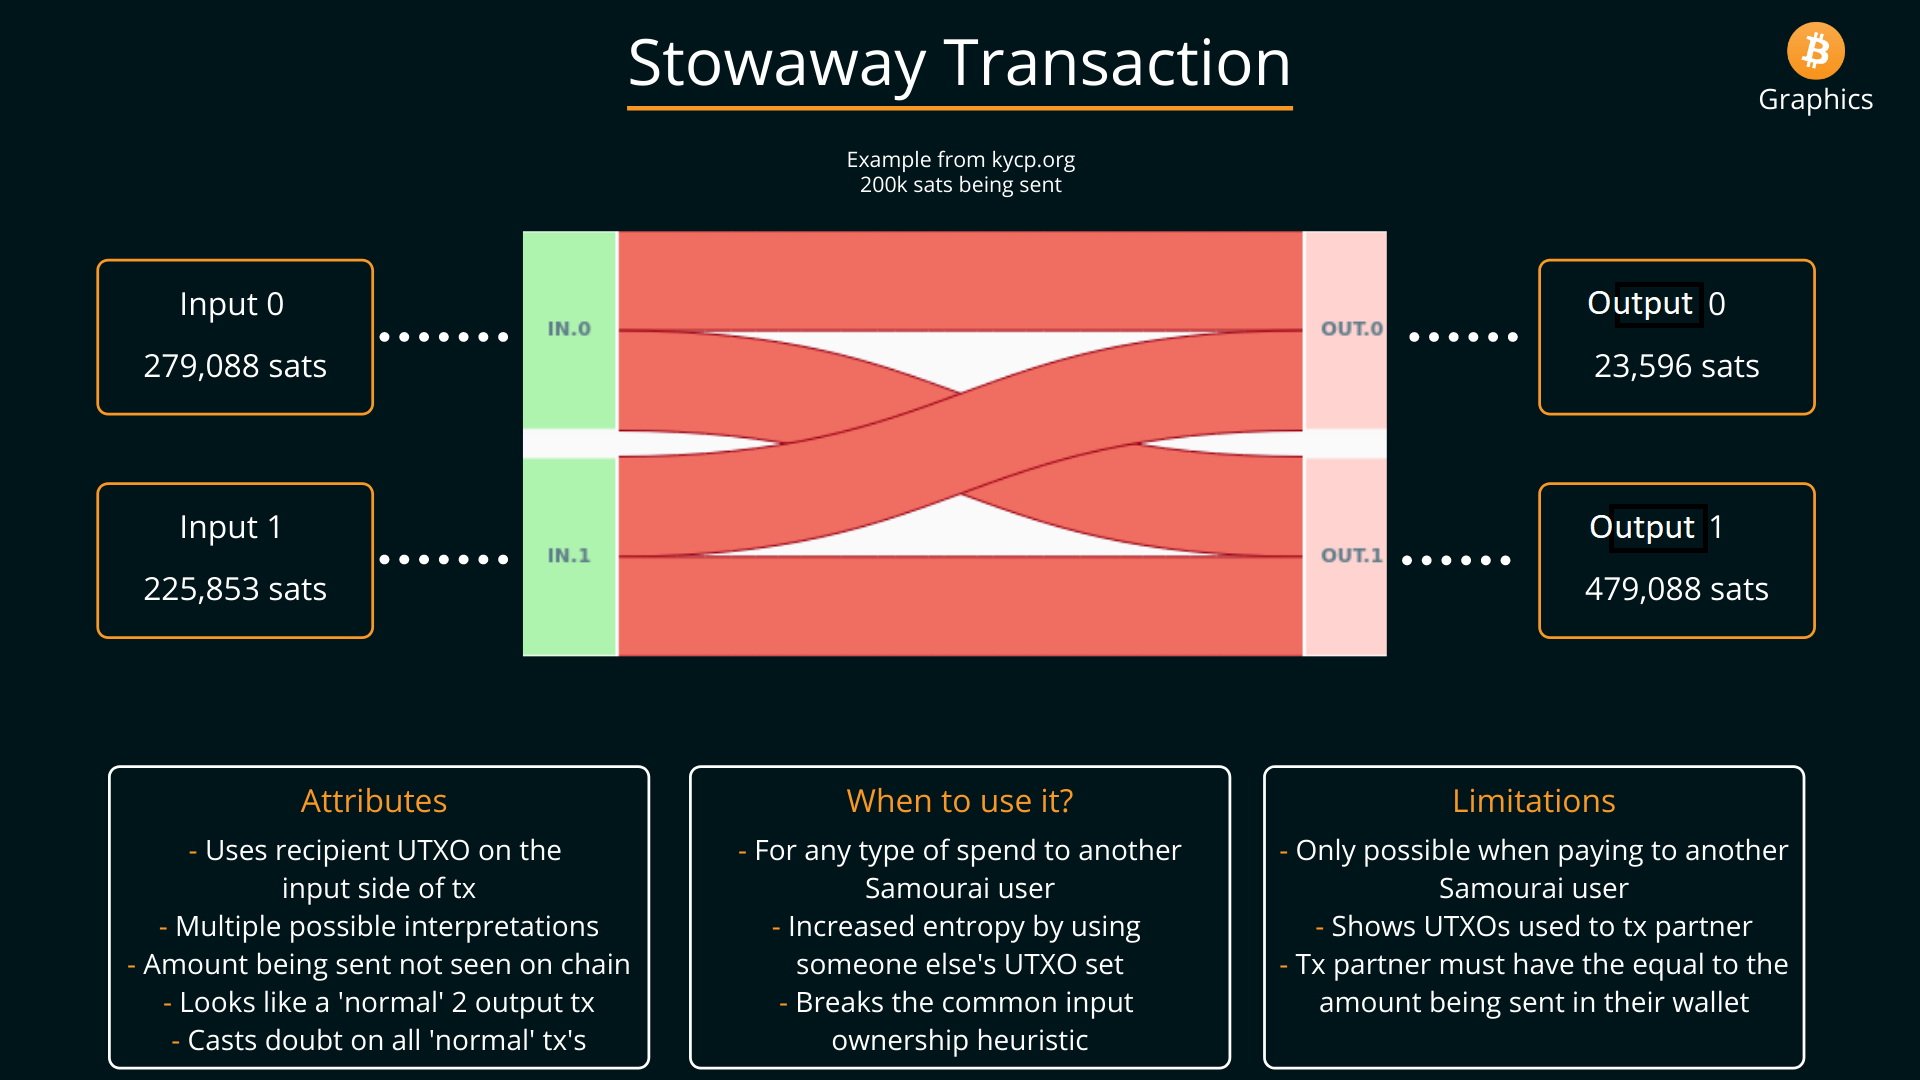 Stowaway Transaction
Graphics
Example from kycp.org
200k sats being sent
Input 0
279,088 sats
IN.0
OUT.0
Output 0
23,596 sats
Input 1
225,853 sats
IN.1
OUT.1
Output 1
479,088 sats
Attributes
- Uses recipient UTXO on the
input side of tx
- Multiple possible interpretations
- Amount being sent not seen on chain
- Looks like a 'normal' 2 output tx
- Casts doubt on all 'normal' tx's
When to use it?
- For any type of spend to another
Samourai user
- Increased entropy by using
someone else's UTXO set
- Breaks the common input
ownership heuristic
Limitations
- Only possible when paying to another
Samourai user
- Shows UTXOs used to tx partner
- Tx partner must have the equal to the
amount being sent in their wallet